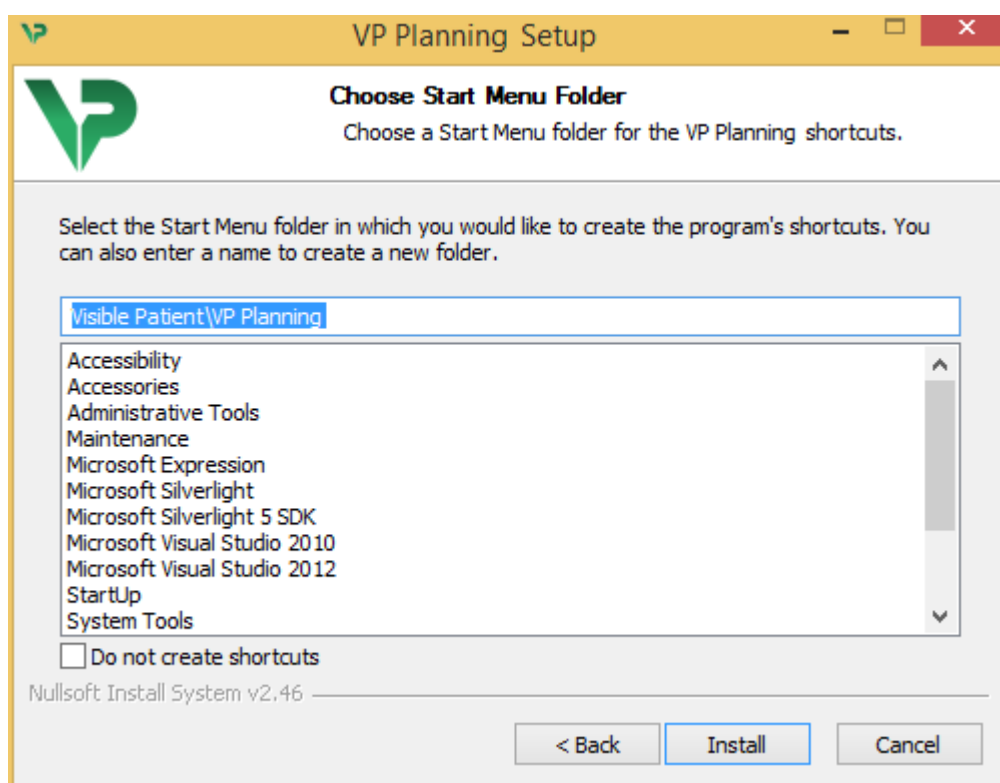 VP
VP Planning Setup
VP
Choose Start Menu Folder
Choose a Start Menu folder for the VP Planning shortcuts.
Select the Start Menu folder in which you would like to create the program's shortcuts. You
can also enter a name to create a new folder.
Visible Patient\VP Planning
Accessibility
Accessories
Administrative Tools
Maintenance
Microsoft Expression
Microsoft Silverlight
Microsoft Silverlight 5 SDK
Microsoft Visual Studio 2010
Microsoft Visual Studio 2012
StartUp
System Tools
Do not create shortcuts
Nullsoft Install System v2.46
< Back Install Cancel